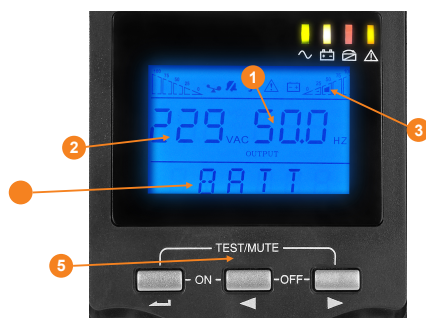 1
3
2
229 VAC 50.0 HZ
OUTPUT
BATT
5
TEST/MUTE
ON
OFF